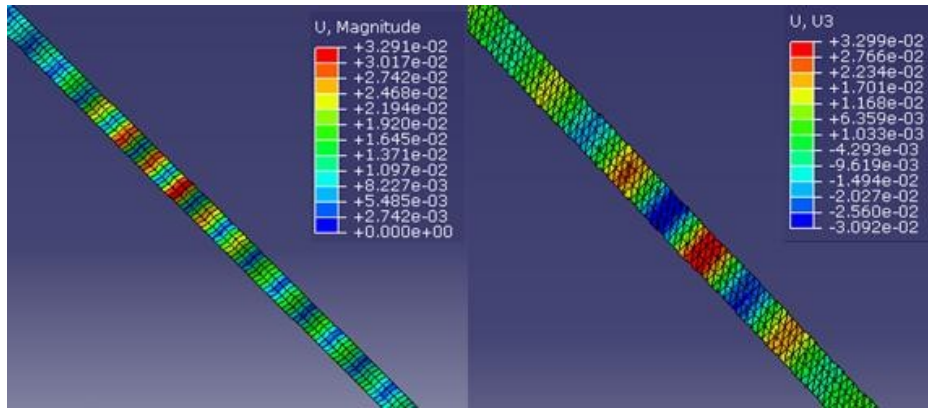 U, Magnitude
+3.291e-02
+3.017e-02
+2.742e-02
+2.468e-02
+2.194e-02
+1.920e-02
+1.645e-02
+1.371e-02
+1.097e-02
+8.227e-03
+5.485e-03
+2.742e-03
+0.000e+00
U, U3
+3.299e-02
+2.766e-02
+2.234e-02
+1.701e-02
+1.168e-02
+6.359e-03
+1.033e-03
-4.293e-03
-9.619e-03
-1.494e-02
-2.027e-02
-2.560e-02
-3.092e-02